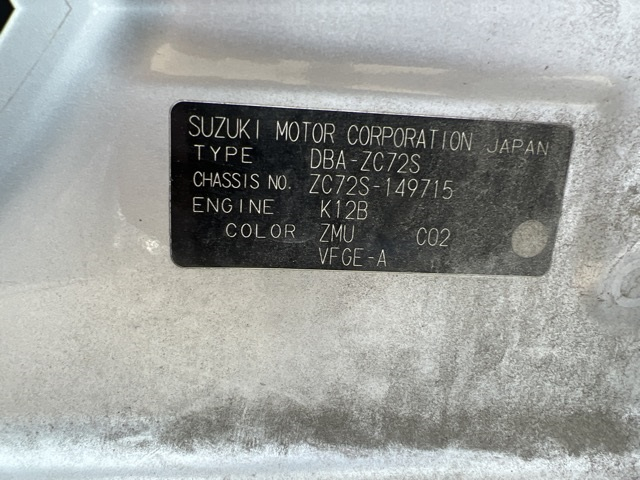 SUZUKI MOTOR CORPORATION JAPAN
TYPE DBA-ZC72S
CHASSIS NO. ZC72S-149715
ENGINE K12B
COLOR ZMU C02
VFGE-A